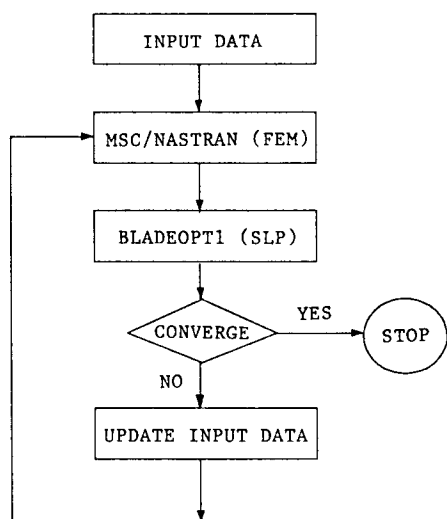 INPUT DATA
MSC/NASTRAN (FEM)
BLADEOPT1 (SLP)
CONVERGE
YES
STOP
NO
UPDATE INPUT DATA